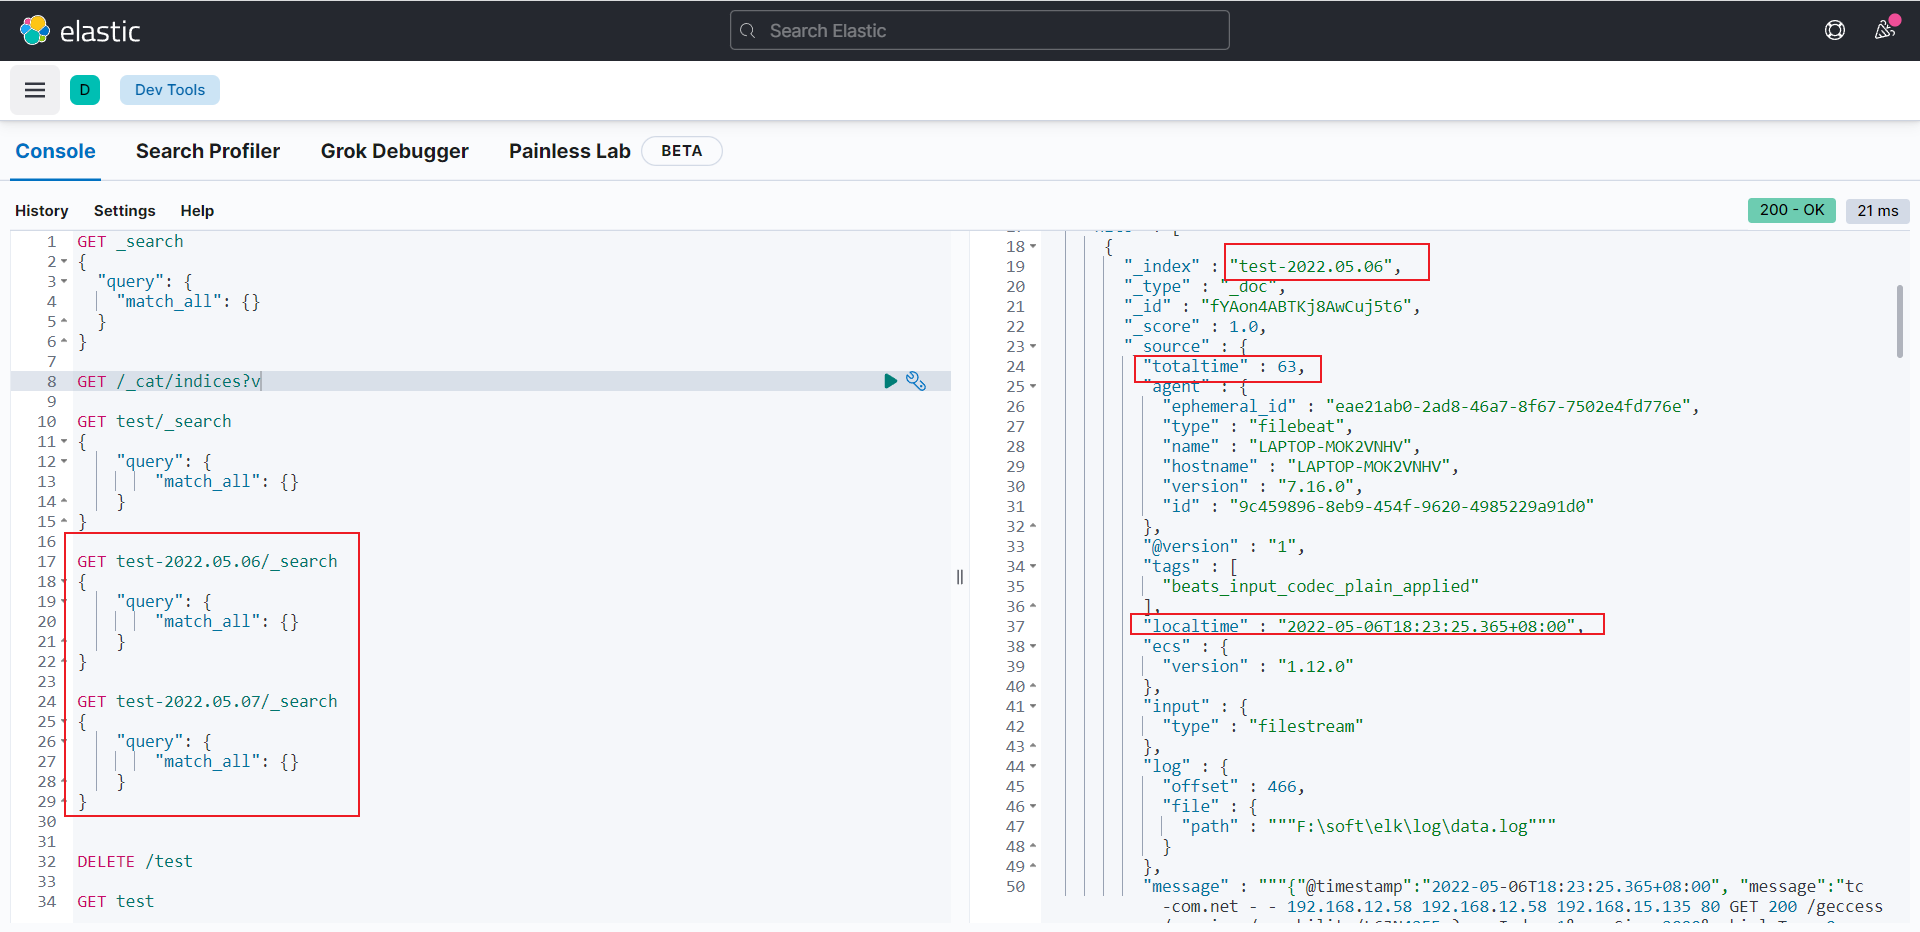 elastic
Search Elastic
D
Dev Tools
Console Search Profiler Grok Debugger Painless Lab BETA
History Settings Help
200 - OK 21 ms
1 GET _search
2 {
3 "query": {
4 "match_all": {}
5 }
6 }
7
8 GET /_cat/indices?v
9
10 GET test/_search
11 {
12 "query": {
13 "match_all": {}
14 }
15 }
16
17 GET test-2022.05.06/_search
18 {
19 "query": {
20 "match_all": {}
21 }
22 }
23
24 GET test-2022.05.07/_search
25 {
26 "query": {
27 "match_all": {}
28 }
29 }
30
31
32 DELETE /test
33
34 GET test
18 {
19 "_index" : "test-2022.05.06",
20 "_type" : "_doc",
21 "_id" : "fYAon4ABTKj8AwCuj5t6",
22 "_score" : 1.0,
23 "_source" : {
24 "totaltime" : 63,
25 "agent" : {
26 "ephemeral_id" : "eae21ab0-2ad8-46a7-8f67-7502e4fd776e",
27 "type" : "filebeat",
28 "name" : "LAPTOP-MOK2VNHV",
29 "hostname" : "LAPTOP-MOK2VNHV",
30 "version" : "7.16.0",
31 "id" : "9c459896-8eb9-454f-9620-4985229a91d0"
32 },
33 "@version" : "1",
34 "tags" : [
35 "beats_input_codec_plain_applied"
36 ],
37 "localtime" : "2022-05-06T18:23:25.365+08:00",
38 "ecs" : {
39 "version" : "1.12.0"
40 },
41 "input" : {
42 "type" : "filestream"
43 },
44 "log" : {
45 "offset" : 466,
46 "file" : {
47 "path" : """F:\soft\elk\log\data.log"""
48 }
49 },
50 "message" : """{"@timestamp":"2022-05-06T18:23:25.365+08:00", "message":"tc
-com.net - - 192.168.12.58 192.168.12.58 192.168.15.135 80 GET 200 /geccess